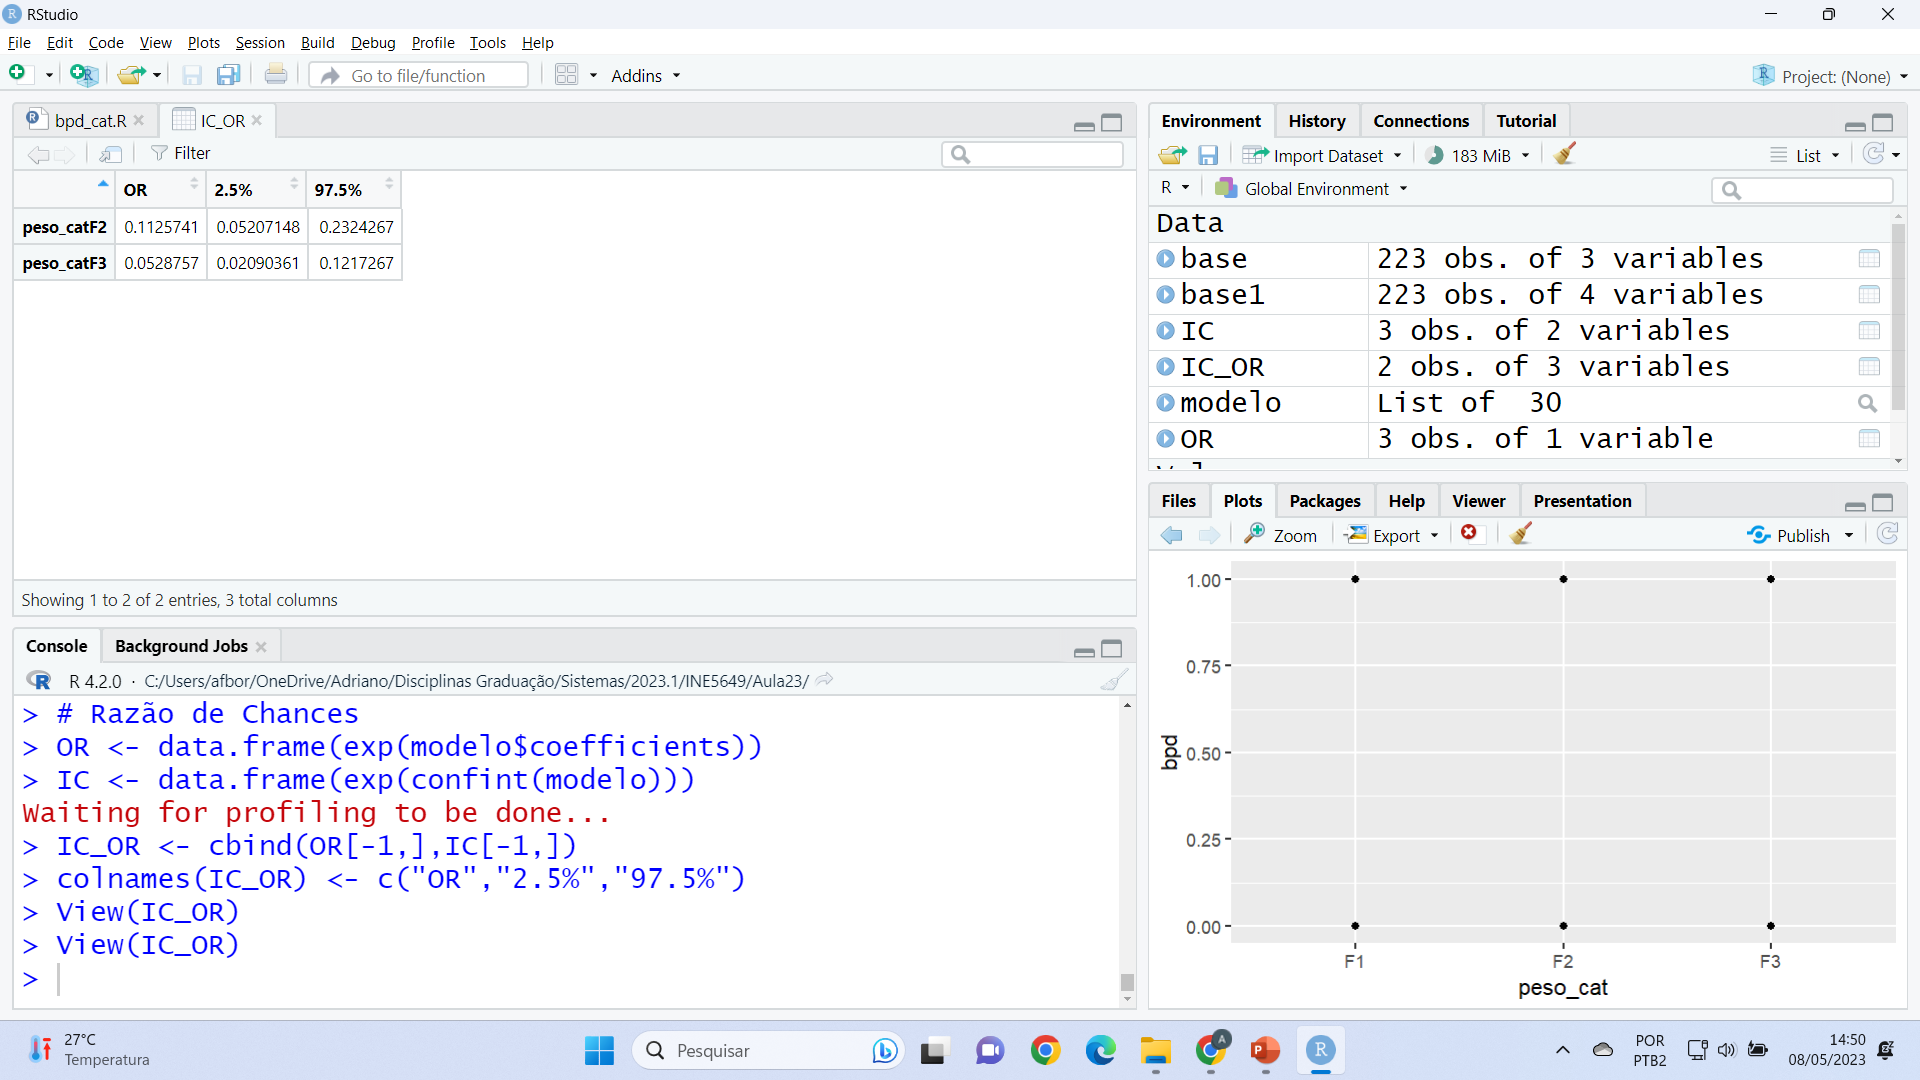 RStudio
File Edit Code View Plots Session Build Debug Profile Tools Help
Go to file/function Addins Project: (None)
bpd_cat.R IC_OR
Filter
OR 2.5% 97.5%
peso_catF2 0.1125741 0.05207148 0.2324267
peso_catF3 0.0528757 0.02090361 0.1217267
Showing 1 to 2 of 2 entries, 3 total columns
Console Background Jobs
R 4.2.0 · C:/Users/afbor/OneDrive/Adriano/Disciplinas Graduação/Sistemas/2023.1/INE5649/Aula23/
> # Razão de Chances
> OR <- data.frame(exp(modelo$coefficients))
> IC <- data.frame(exp(confint(modelo)))
Waiting for profiling to be done...
> IC_OR <- cbind(OR[-1,],IC[-1,])
> colnames(IC_OR) <- c("OR","2.5%","97.5%")
> View(IC_OR)
> View(IC_OR)
>
Environment History Connections Tutorial
Import Dataset 183 MiB List
R Global Environment
Data
base 223 obs. of 3 variables
base1 223 obs. of 4 variables
IC 3 obs. of 2 variables
IC_OR 2 obs. of 3 variables
modelo List of 30
OR 3 obs. of 1 variable
Files Plots Packages Help Viewer Presentation
Zoom Export Publish
1.00
0.75
0.50
0.25
0.00
bpd
F1 F2 F3
peso_cat
27°C
Temperatura
Pesquisar
POR
PTB2
14:50
08/05/2023